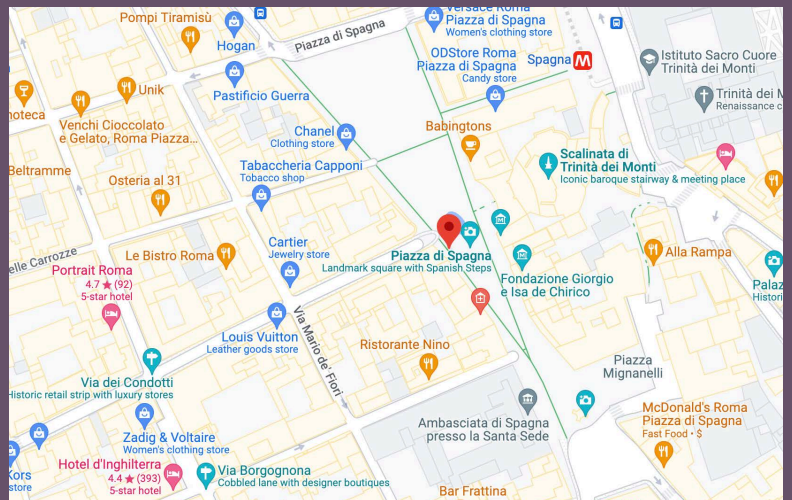 Pompi Tiramisù
Hogan
Piazza di Spagna
Versace Roma
Piazza di Spagna
Women's clothing store
ODStore Roma
Piazza di Spagna
Candy store
Spagna
M
Istituto Sacro Cuore
Trinità dei Monti
Trinità dei M
Renaissance c
Unik
Pastificio Guerra
noteca
Venchi Cioccolato
e Gelato, Roma Piazza...
Chanel
Clothing store
Babingtons
Scalinata di
Trinità dei Monti
Iconic baroque stairway & meeting place
Beltramme
Osteria al 31
Tabaccheria Capponi
Tobacco shop
elle Carrozze
Le Bistro Roma
Cartier
Jewelry store
Piazza di Spagna
Landmark square with Spanish Steps
Alla Rampa
Portrait Roma
4.7 ★ (92)
5-star hotel
Fondazione Giorgio
e Isa de Chirico
Palaz
Histori
Louis Vuitton
Leather goods store
Via Mario de' Fiori
Ristorante Nino
Piazza
Mignanelli
Via dei Condotti
Historic retail strip with luxury stores
Ambasciata di Spagna
presso la Santa Sede
McDonald's Roma
Piazza di Spagna
Fast Food • $
Zadig & Voltaire
Women's clothing store
Kors
store
Hotel d'Inghilterra
4.4 ★ (393)
5-star hotel
Via Borgognona
Cobbled lane with designer boutiques
Bar Frattina